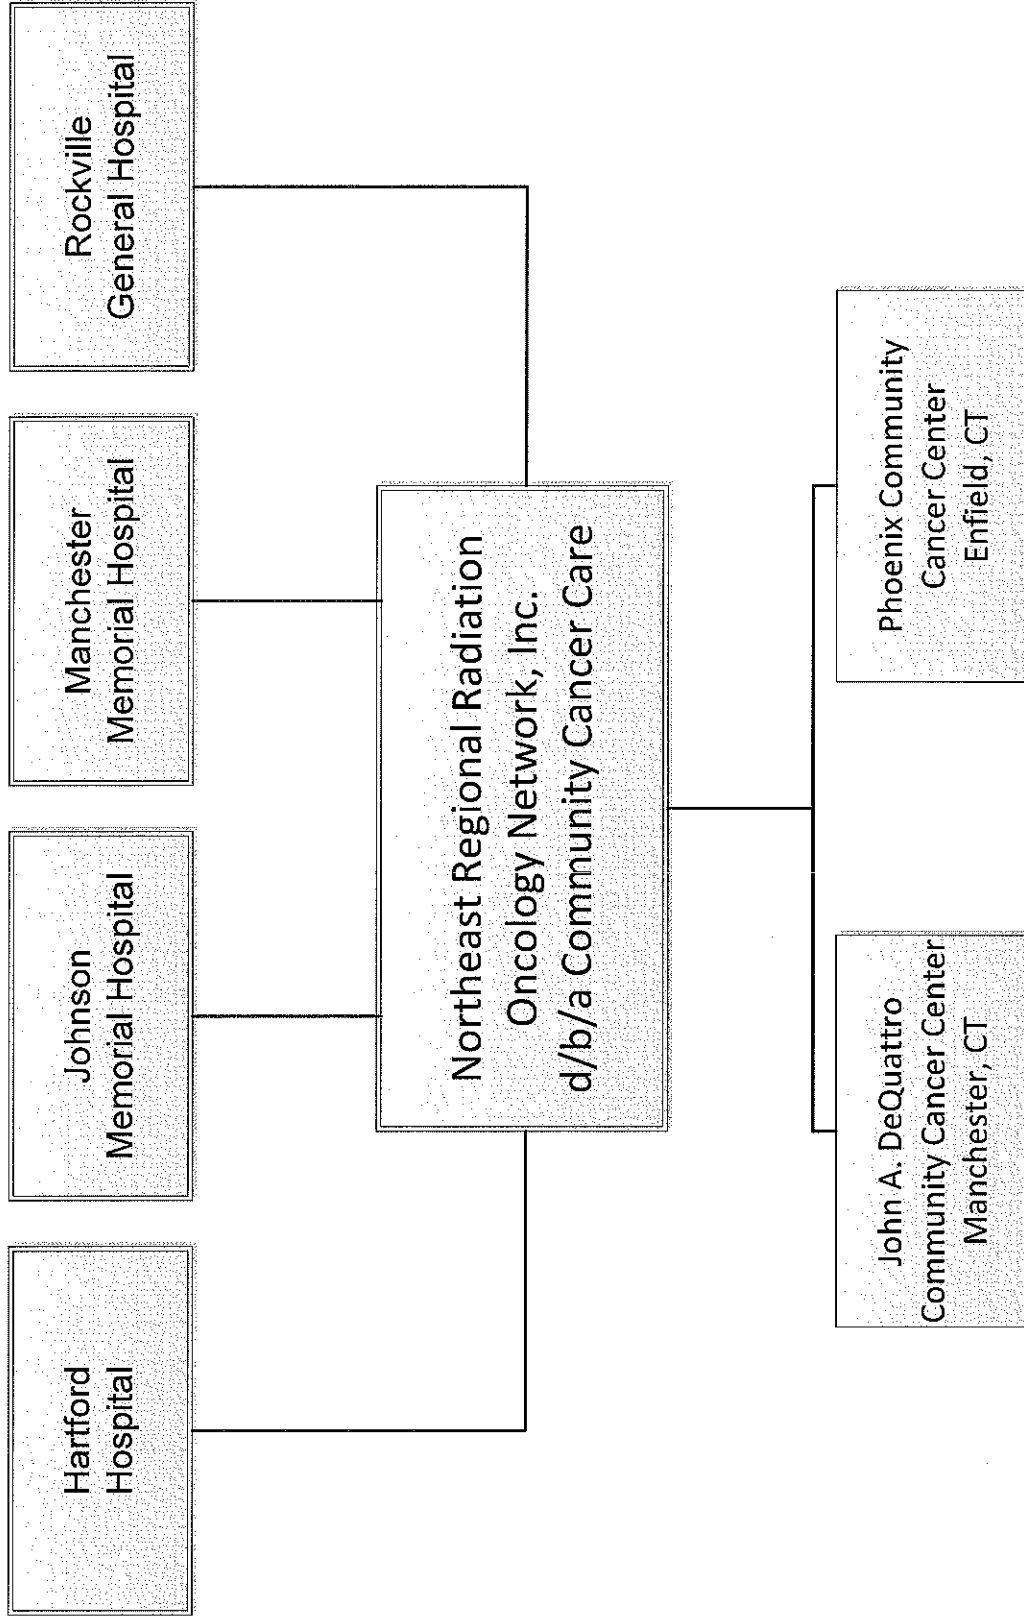 Hartford
Hospital
Johnson
Memorial Hospital
Manchester
Memorial Hospital
Rockville
General Hospital
Northeast Regional Radiation
Oncology Network, Inc.
d/b/a Community Cancer Care
John A. DeQuattro
Community Cancer Center
Manchester, CT
Phoenix Community
Cancer Center
Enfield, CT